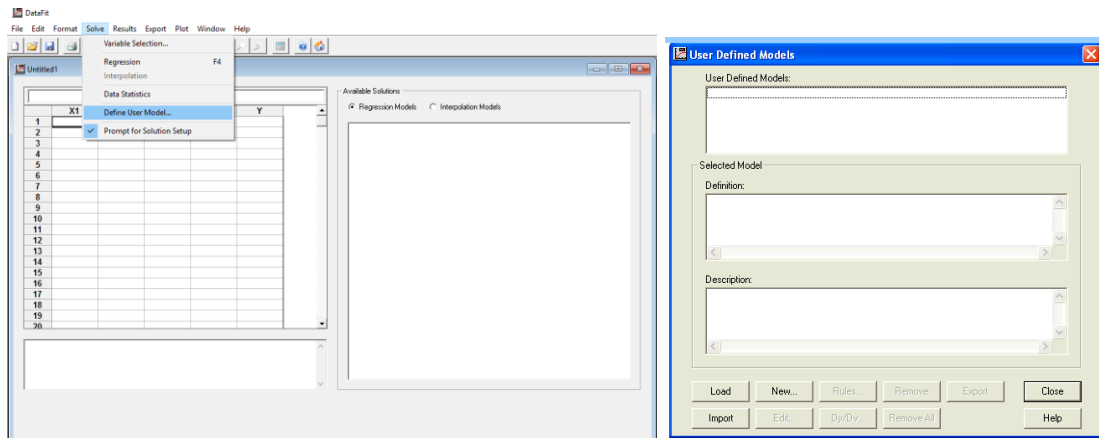 DataFit
File Edit Format Solve Results Export Plot Window Help
Variable Selection...
Regression F4
Interpolation
Data Statistics
Define User Model...
Prompt for Solution Setup
Untitled1
X1 Y
1
2
3
4
5
6
7
8
9
10
11
12
13
14
15
16
17
18
19
20
Available Solutions
Regression Models Interpolation Models
User Defined Models
User Defined Models:
Selected Model
Definition:
Description:
Load New... Rules... Remove Export Close
Import Edit... Dy/Dv... Remove All Help